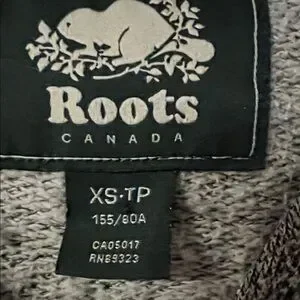 Roots
CANADA
XS·TP
155/80A
CA05017
RN89323